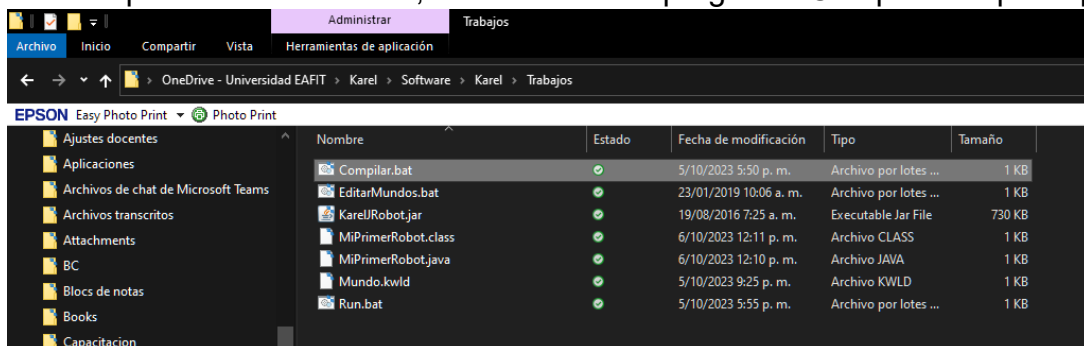 Administrar Trabajos
Archivo Inicio Compartir Vista Herramientas de aplicación
> OneDrive - Universidad EAFIT > Karel > Software > Karel > Trabajos
EPSON Easy Photo Print Photo Print
Ajustes docentes
Aplicaciones
Archivos de chat de Microsoft Teams
Archivos transcritos
Attachments
BC
Blocs de notas
Books
Capacitacion
Nombre Estado Fecha de modificación Tipo Tamaño
Compilar.bat 5/10/2023 5:50 p. m. Archivo por lotes ... 1 KB
EditarMundos.bat 23/01/2019 10:06 a. m. Archivo por lotes ... 1 KB
KarelJRobot.jar 19/08/2016 7:25 a. m. Executable Jar File 730 KB
MiPrimerRobot.class 6/10/2023 12:11 p. m. Archivo CLASS 1 KB
MiPrimerRobot.java 6/10/2023 12:10 p. m. Archivo JAVA 1 KB
Mundo.kwld 5/10/2023 9:25 p. m. Archivo KWLD 1 KB
Run.bat 5/10/2023 5:55 p. m. Archivo por lotes ... 1 KB